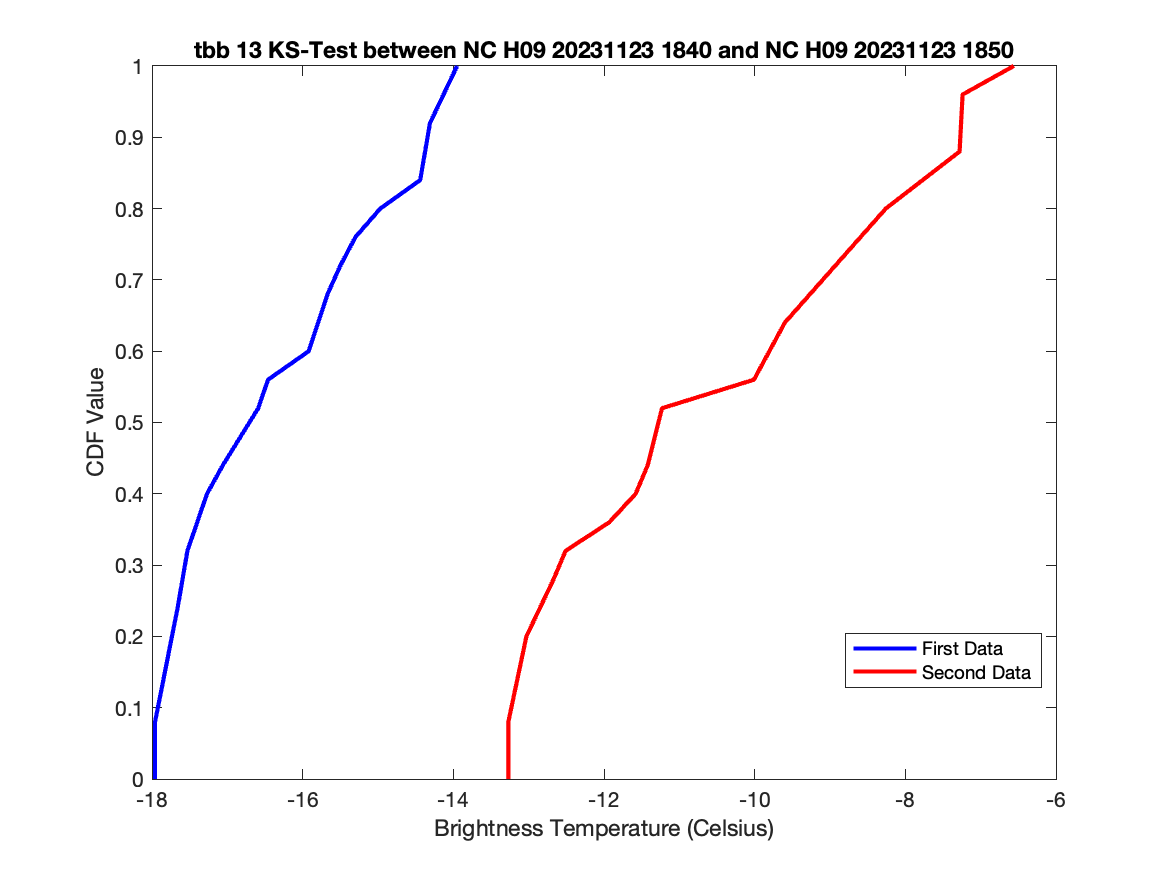 tbb 13 KS-Test between NC H09 20231123 1840 and NC H09 20231123 1850
1
0.9
0.8
0.7
0.6
0.5
0.4
0.3
0.2
0.1
0
CDF Value
First Data
Second Data
-18 -16 -14 -12 -10 -8 -6
Brightness Temperature (Celsius)